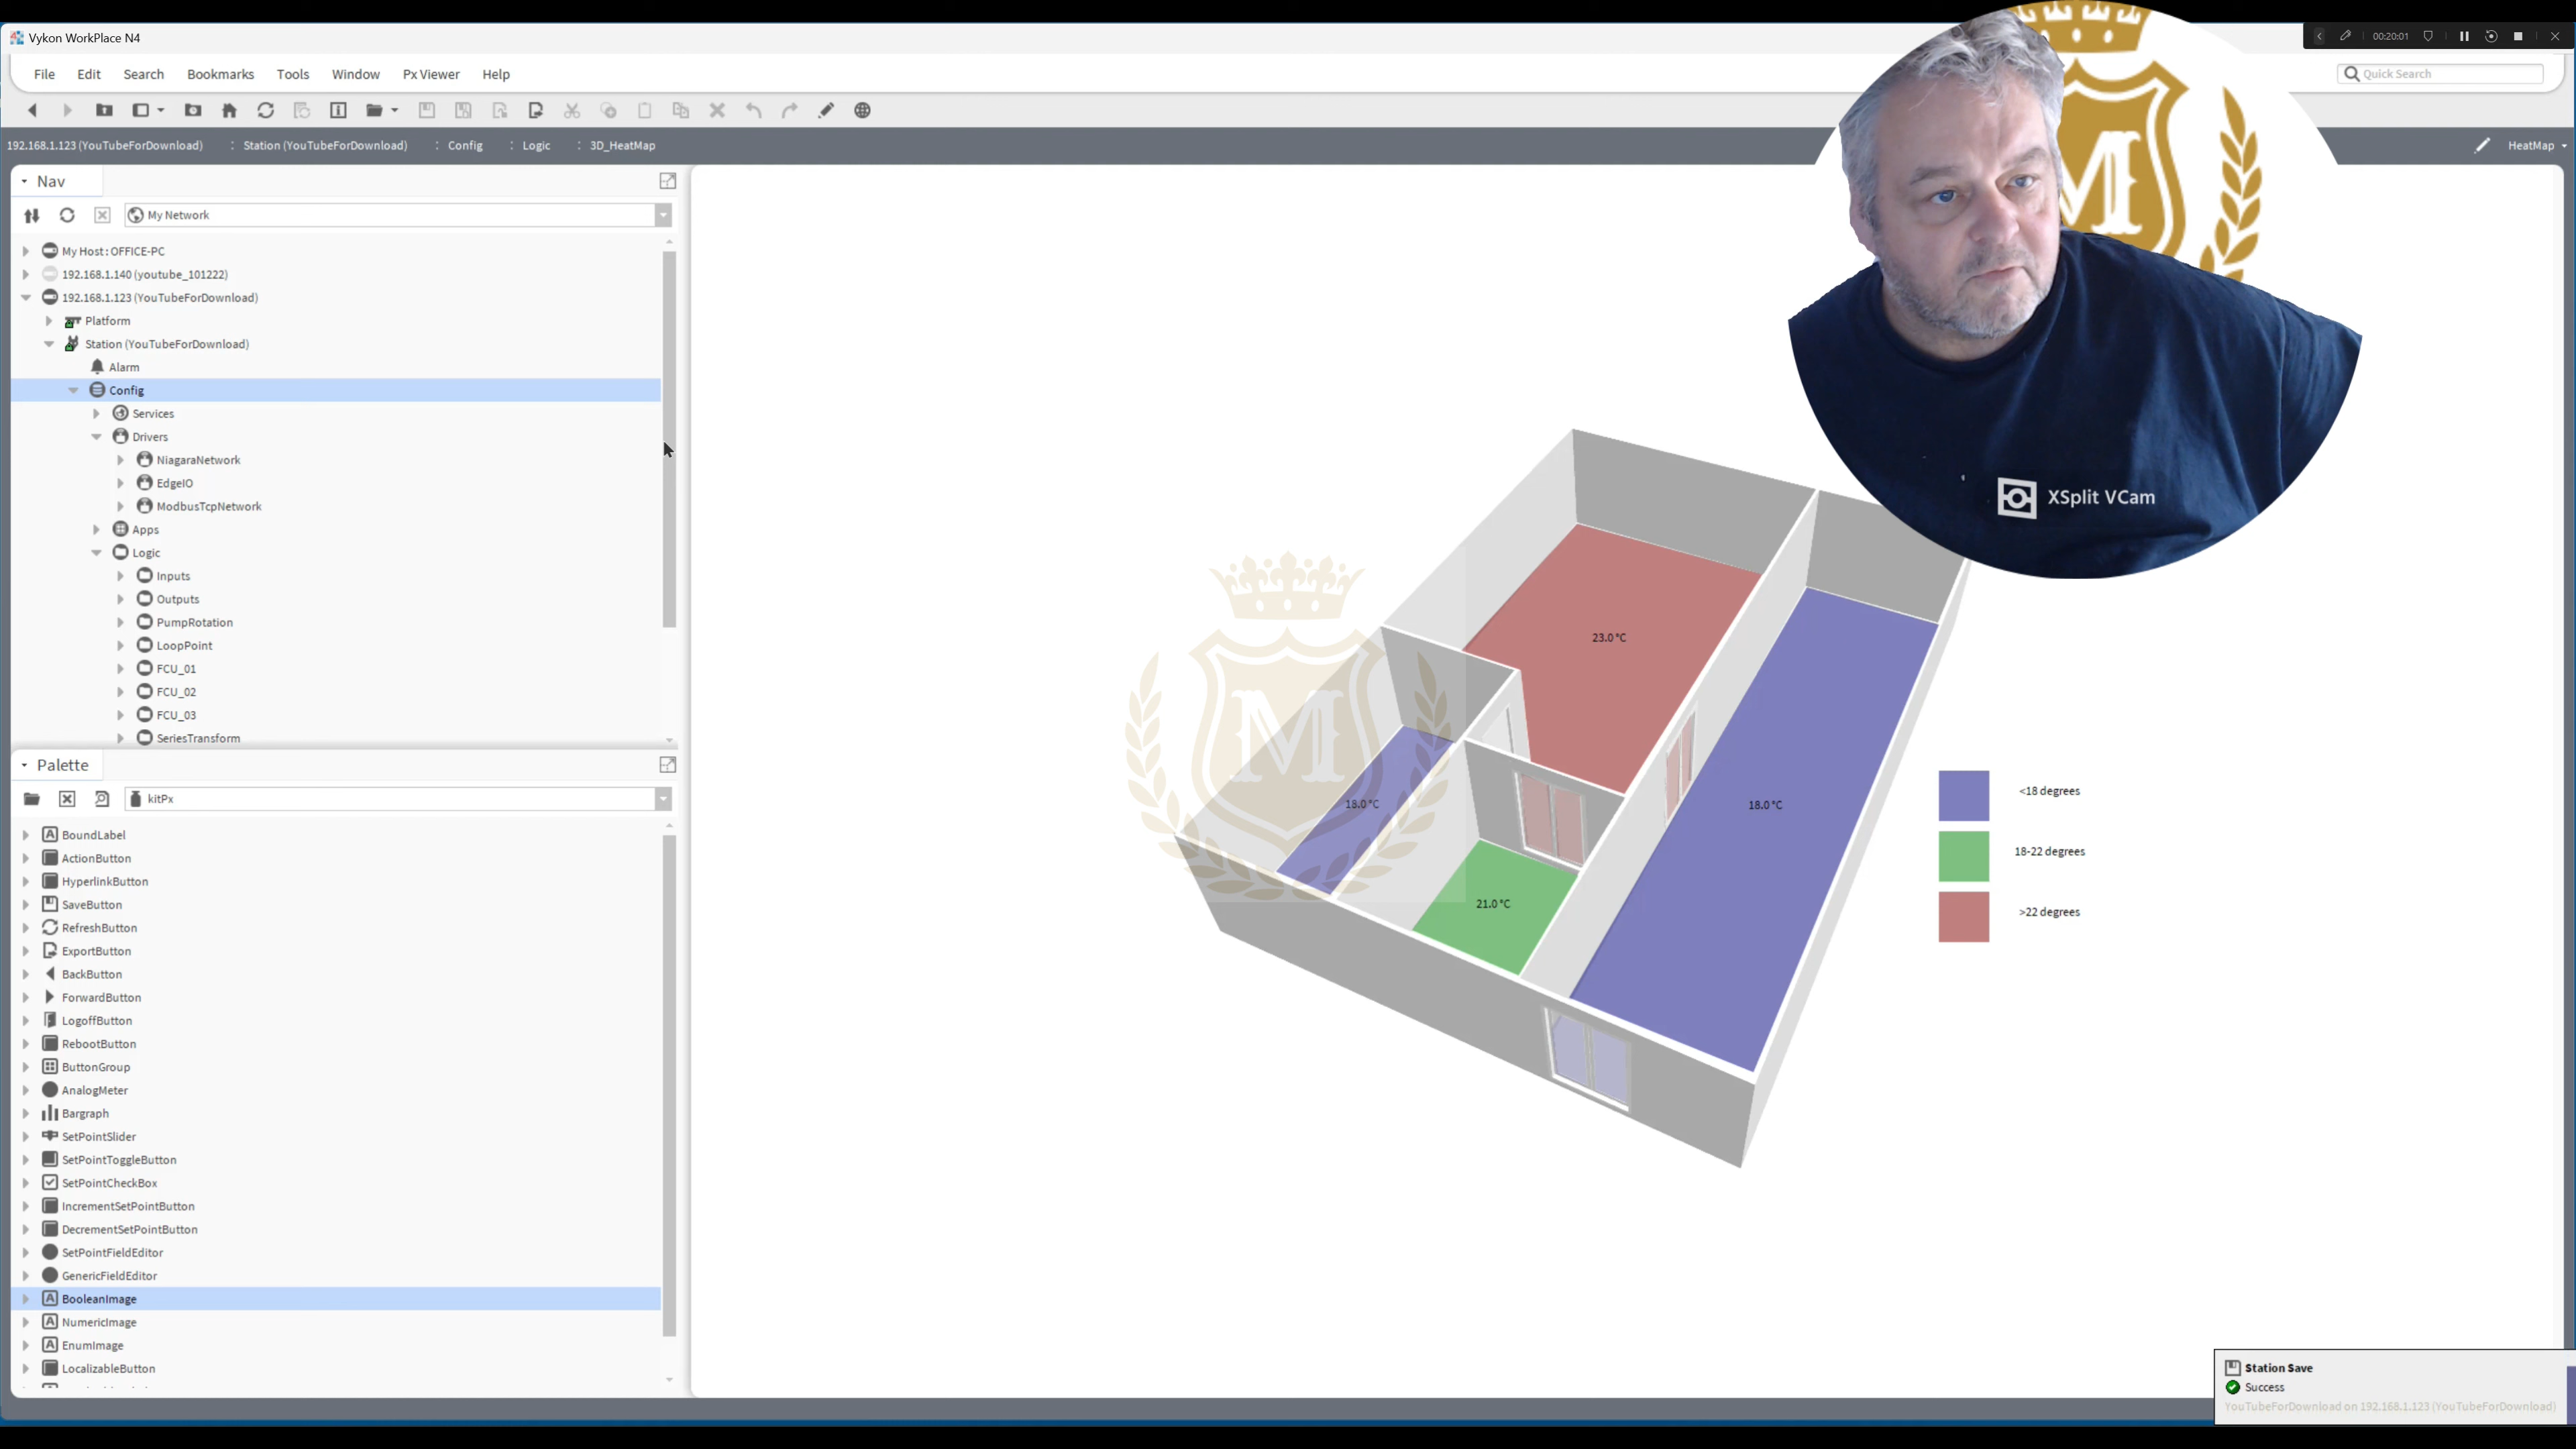 Vykon WorkPlace N4
00:20:01
File Edit Search Bookmarks Tools Window Px Viewer Help
Quick Search
192.168.1.123 (YouTubeForDownload) : Station (YouTubeForDownload) : Config : Logic : 3D_HeatMap
HeatMap
Nav
My Network
My Host : OFFICE-PC
192.168.1.140 (youtube_101222)
192.168.1.123 (YouTubeForDownload)
Platform
Station (YouTubeForDownload)
Alarm
Config
Services
Drivers
NiagaraNetwork
EdgeIO
ModbusTcpNetwork
Apps
Logic
Inputs
Outputs
PumpRotation
LoopPoint
FCU_01
FCU_02
FCU_03
SeriesTransform
Palette
kitPx
BoundLabel
ActionButton
HyperlinkButton
SaveButton
RefreshButton
ExportButton
BackButton
ForwardButton
LogoffButton
RebootButton
ButtonGroup
AnalogMeter
Bargraph
SetPointSlider
SetPointToggleButton
SetPointCheckBox
IncrementSetPointButton
DecrementSetPointButton
SetPointFieldEditor
GenericFieldEditor
BooleanImage
NumericImage
EnumImage
LocalizableButton
M
XSplit VCam
23.0 °C
18.0 °C
18.0 °C
21.0 °C
M
<18 degrees
18-22 degrees
>22 degrees
Station Save
Success
YouTubeForDownload on 192.168.1.123 (YouTubeForDownload)